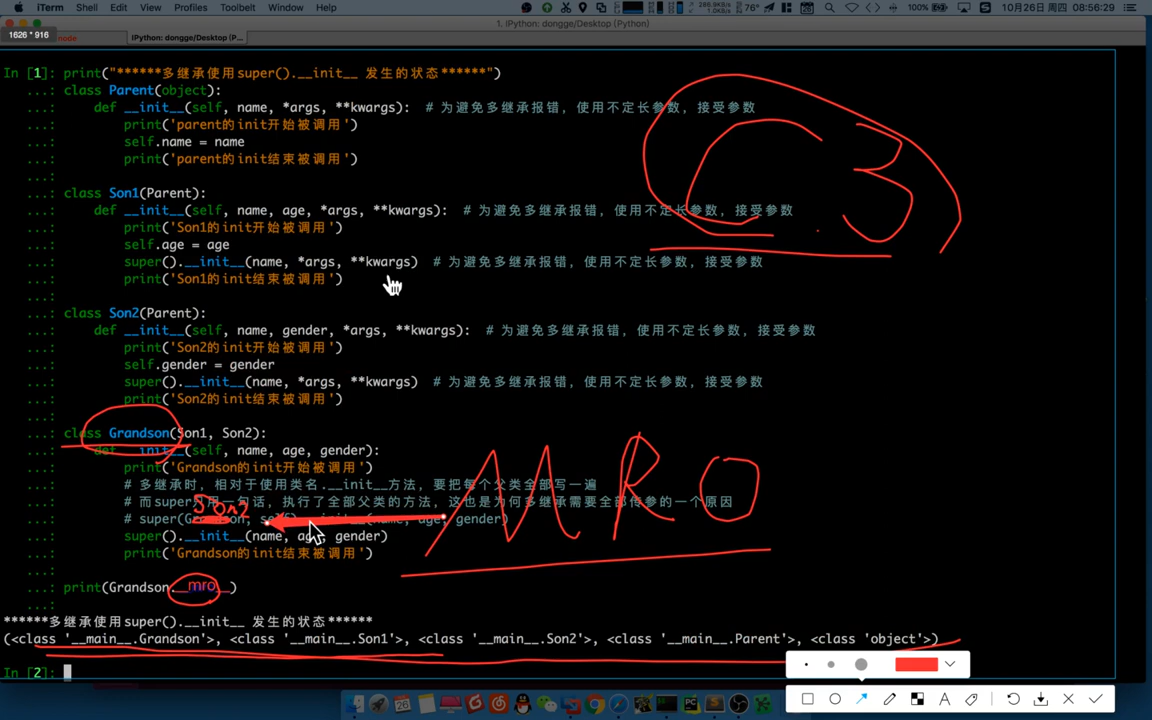 iTerm Shell Edit View Profiles Toolbelt Window Help 76° 100% 10月26日 周四 08:56:29
1. IPython: dongge/Desktop (Python)
1626 * 916
node IPython: dongge/Desktop (P...
In [1]: print("******多继承使用super().__init__ 发生的状态******")
...: class Parent(object):
...: def __init__(self, name, *args, **kwargs): # 为避免多继承报错，使用不定长参数，接受参数
...: print('parent的init开始被调用')
...: self.name = name
...: print('parent的init结束被调用')
...:
...: class Son1(Parent):
...: def __init__(self, name, age, *args, **kwargs): # 为避免多继承报错，使用不定长参数，接受参数
...: print('Son1的init开始被调用')
...: self.age = age
...: super().__init__(name, *args, **kwargs) # 为避免多继承报错，使用不定长参数，接受参数
...: print('Son1的init结束被调用')
...:
...: class Son2(Parent):
...: def __init__(self, name, gender, *args, **kwargs): # 为避免多继承报错，使用不定长参数，接受参数
...: print('Son2的init开始被调用')
...: self.gender = gender
...: super().__init__(name, *args, **kwargs) # 为避免多继承报错，使用不定长参数，接受参数
...: print('Son2的init结束被调用')
...:
...: class Grandson(Son1, Son2):
...: def __init__(self, name, age, gender):
...: print('Grandson的init开始被调用')
...: # 多继承时，相对于使用类名.__init__方法，要把每个父类全部写一遍
...: # 而super只用一句话，执行了全部父类的方法，这也是为何多继承需要全部传参的一个原因
...: # super(Grandson, self).__init__(name, age, gender)
...: super().__init__(name, age, gender)
...: print('Grandson的init结束被调用')
...:
...: print(Grandson.__mro__)
...:
******多继承使用super().__init__ 发生的状态******
(<class '__main__.Grandson'>, <class '__main__.Son1'>, <class '__main__.Son2'>, <class '__main__.Parent'>, <class 'object'>)
In [2]:
C3
MRO
Son2